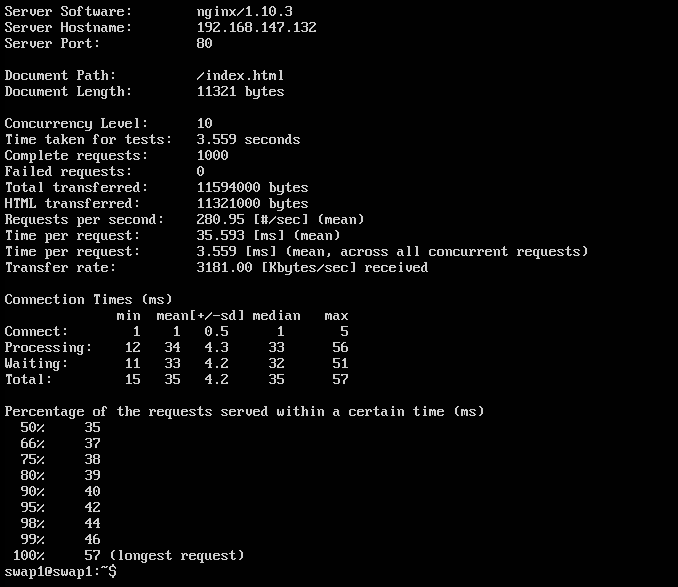 Server Software:        nginx/1.10.3
Server Hostname:        192.168.147.132
Server Port:            80
Document Path:          /index.html
Document Length:        11321 bytes
Concurrency Level:      10
Time taken for tests:   3.559 seconds
Complete requests:      1000
Failed requests:        0
Total transferred:      11594000 bytes
HTML transferred:       11321000 bytes
Requests per second:    280.95 [#/sec] (mean)
Time per request:       35.593 [ms] (mean)
Time per request:       3.559 [ms] (mean, across all concurrent requests)
Transfer rate:          3181.00 [Kbytes/sec] received
Connection Times (ms)
              min  mean[+/-sd] median   max
Connect:        1    1   0.5      1       5
Processing:    12   34   4.3     33      56
Waiting:       11   33   4.2     32      51
Total:         15   35   4.2     35      57
Percentage of the requests served within a certain time (ms)
  50%     35
  66%     37
  75%     38
  80%     39
  90%     40
  95%     42
  98%     44
  99%     46
 100%     57 (longest request)
swap1@swap1:~$